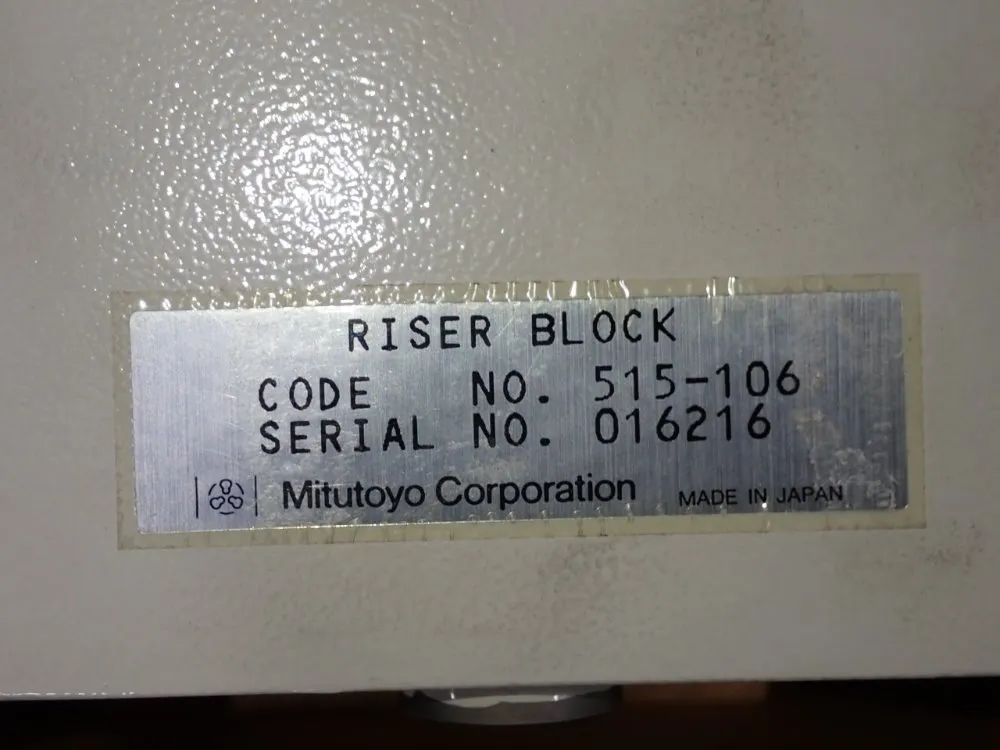 RISER BLOCK
CODE NO. 515-106
SERIAL NO. 016216
Mitutoyo Corporation MADE IN JAPAN